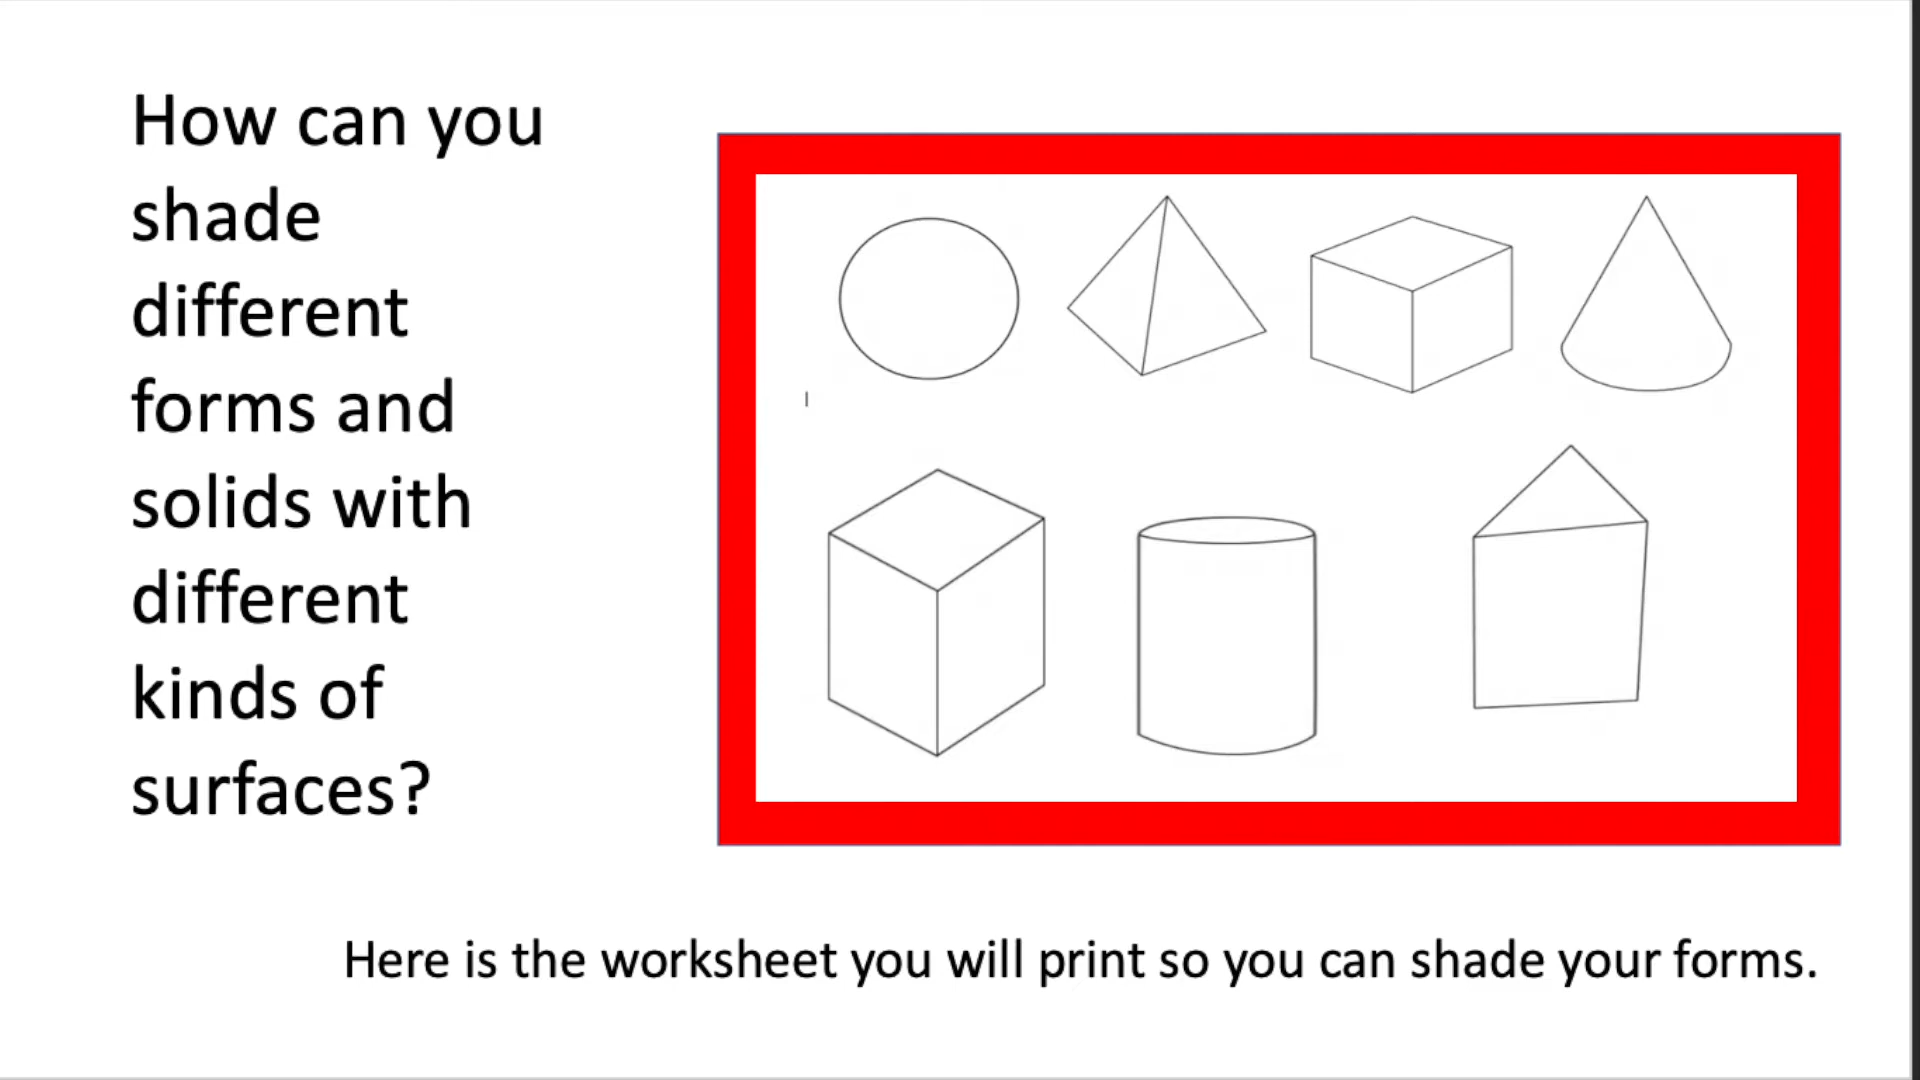 How can you
shade
different
forms and
solids with
different
kinds of
surfaces?
Here is the worksheet you will print so you can shade your forms.